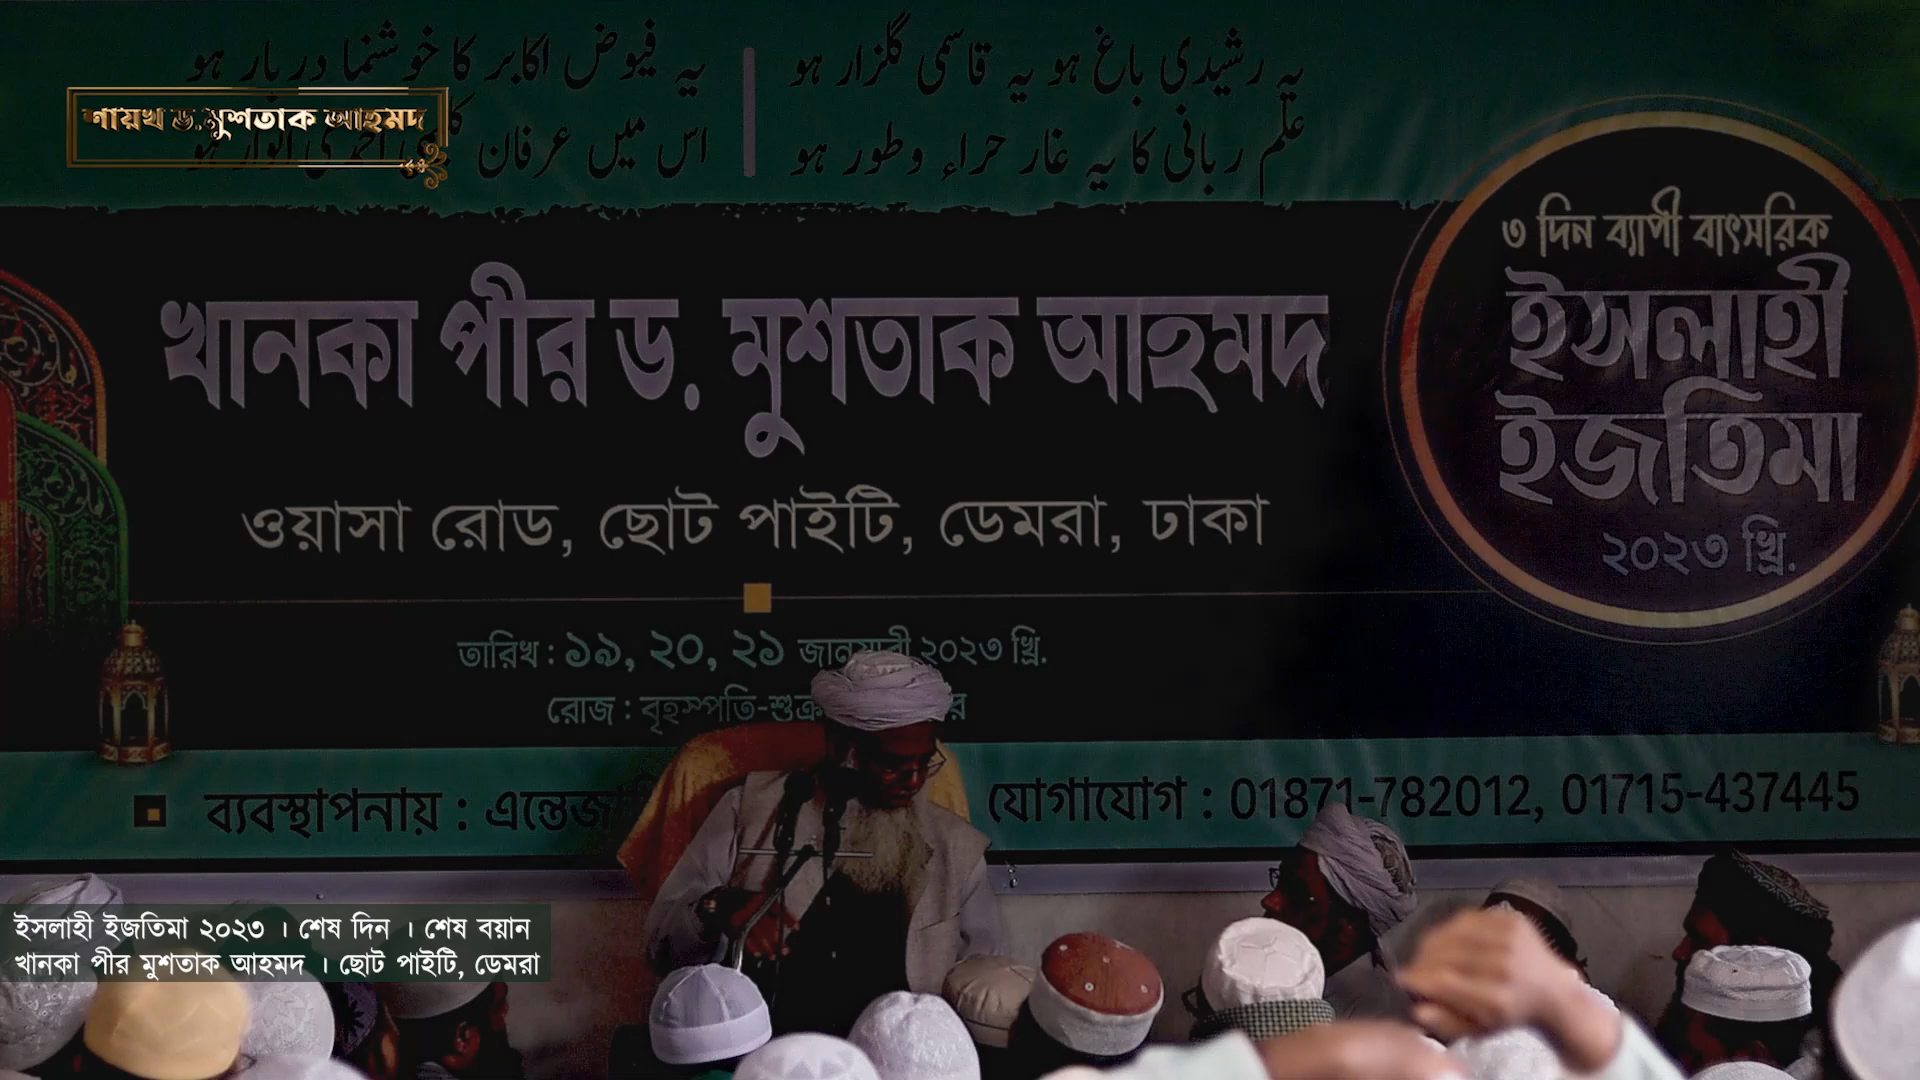 یہ رشیدی باغ ہو یہ قاسمی گلزار ہو
یہ فیوض اکابر کا خوشنما دربار ہو
علم ربانی کا یہ غار حراء وطور ہو
اس میں عرفان
শায়খ ড.মুশতাক আহমদ
৩ দিন ব্যাপী বাৎসরিক
ইসলাহী
ইজতিমা
২০২৩ খ্রি.
খানকা পীর ড. মুশতাক আহমদ
ওয়াসা রোড, ছোট পাইটি, ডেমরা, ঢাকা
তারিখ : ১৯, ২০, ২১ জানুয়ারী ২০২৩ খ্রি.
রোজ : বৃহস্পতি-শুক্র
ব্যবস্থাপনায় :
যোগাযোগ : 01871-782012, 01715-437445
ইসলাহী ইজতিমা ২০২৩ । শেষ দিন । শেষ বয়ান
খানকা পীর মুশতাক আহমদ । ছোট পাইটি, ডেমরা